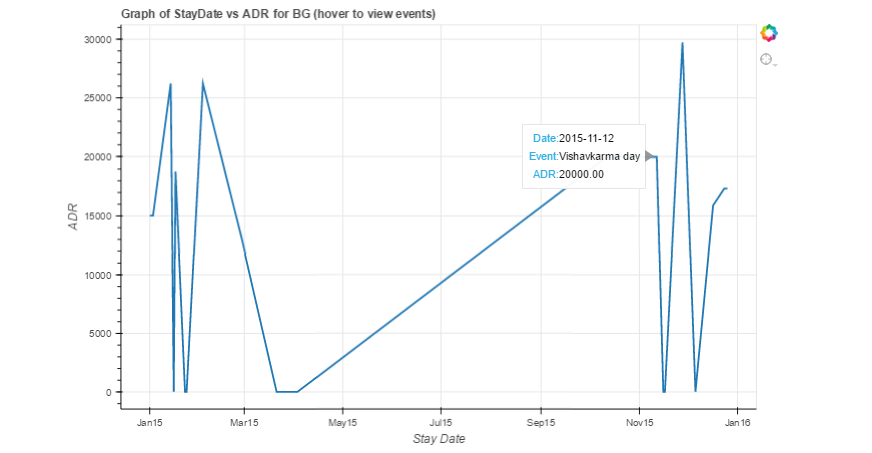 Graph of StayDate vs ADR for BG (hover to view events)
30000
25000
20000
15000
10000
5000
0
ADR
Date:2015-11-12
Event:Vishavkarma day
ADR:20000.00
Jan15 Mar15 May15 Jul15 Sep15 Nov15 Jan16
Stay Date